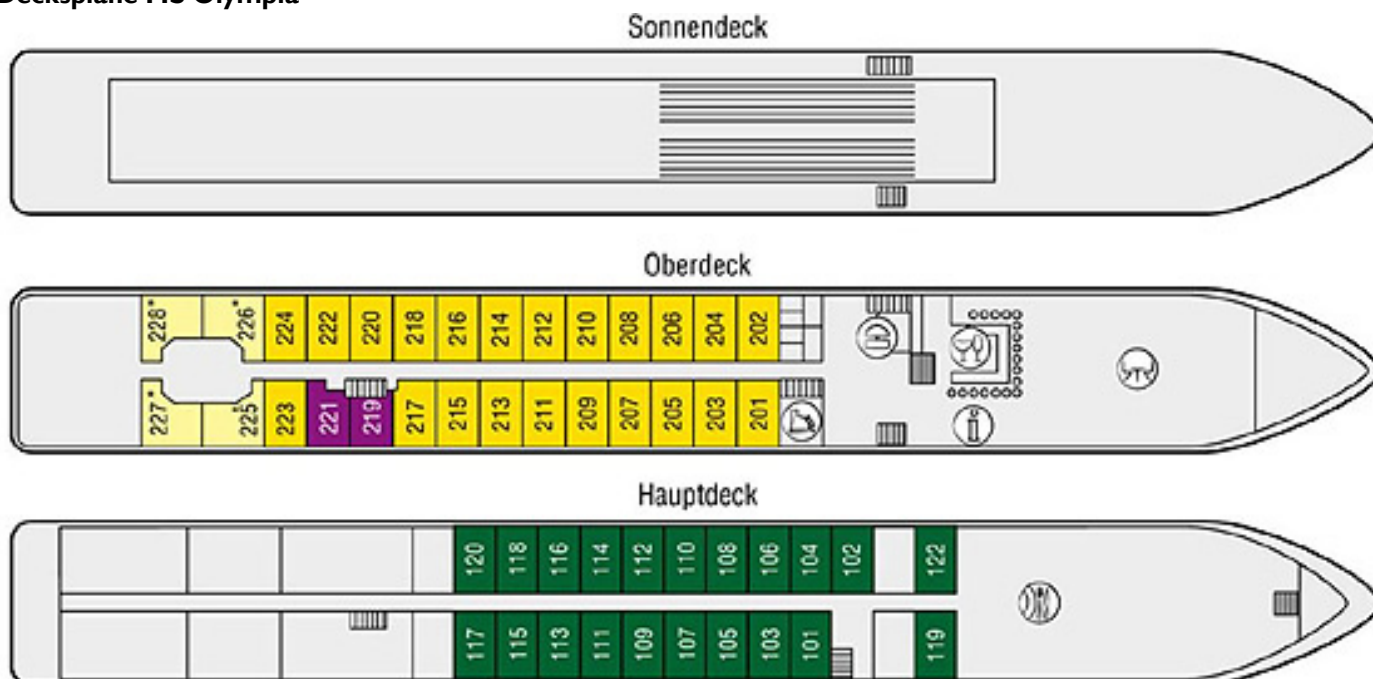 Deckspläne MS Olympia
Sonnendeck
Oberdeck
228* 226* 224 222 220 218 216 214 212 210 208 206 204 202
227* 225* 223 221 219 217 215 213 211 209 207 205 203 201
i
Hauptdeck
120 118 116 114 112 110 108 106 104 102 122
117 115 113 111 109 107 105 103 101 119